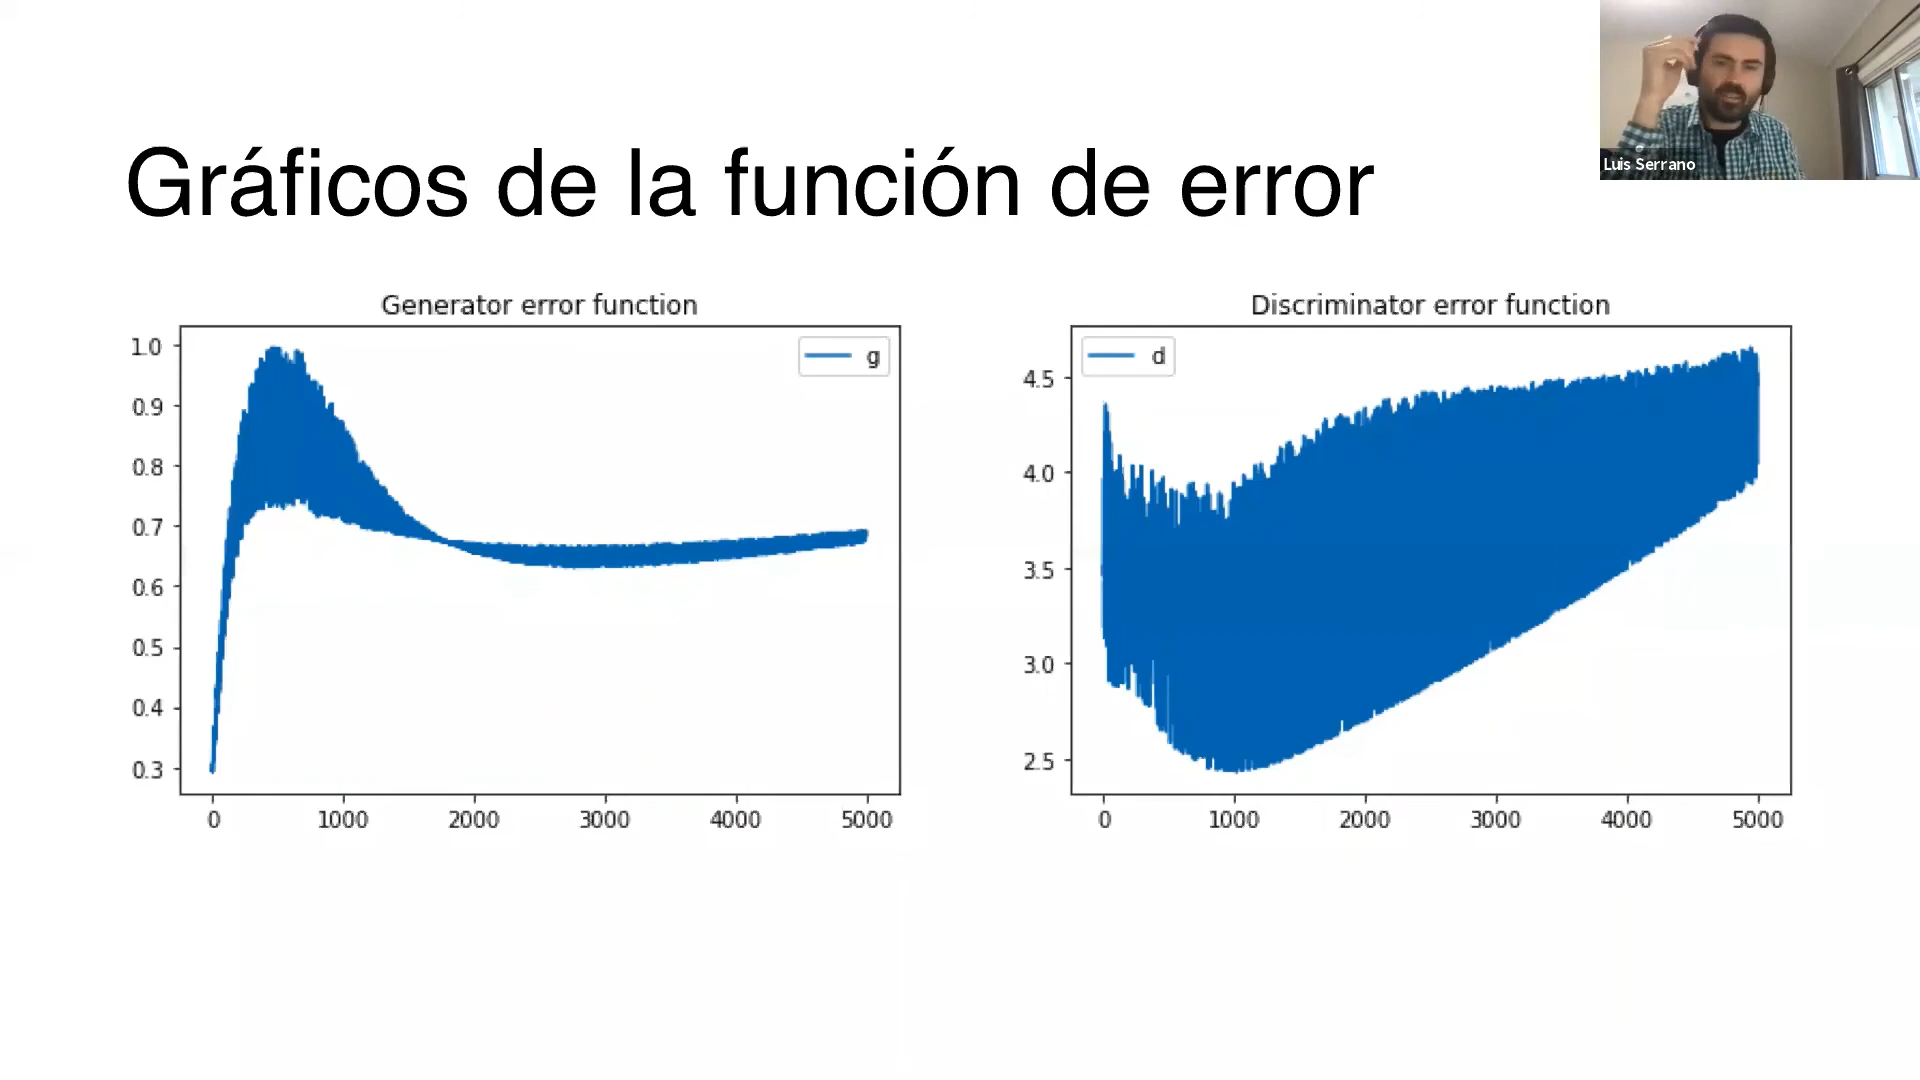 Luis Serrano
Gráficos de la función de error
Generator error function
g
1.0
0.9
0.8
0.7
0.6
0.5
0.4
0.3
0 1000 2000 3000 4000 5000
Discriminator error function
d
4.5
4.0
3.5
3.0
2.5
0 1000 2000 3000 4000 5000